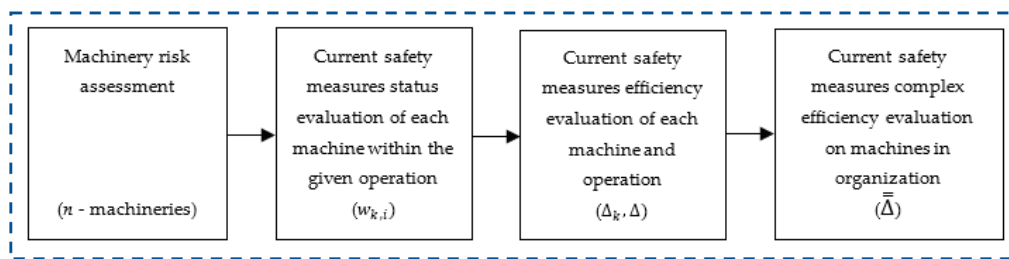 Machinery risk
assessment
(n - machineries)
Current safety
measures status
evaluation of each
machine within the
given operation
(w_{k,i})
Current safety
measures efficiency
evaluation of each
machine and
operation
(Δ_k, Δ)
Current safety
measures complex
efficiency evaluation
on machines in
organization
(Δ̿)